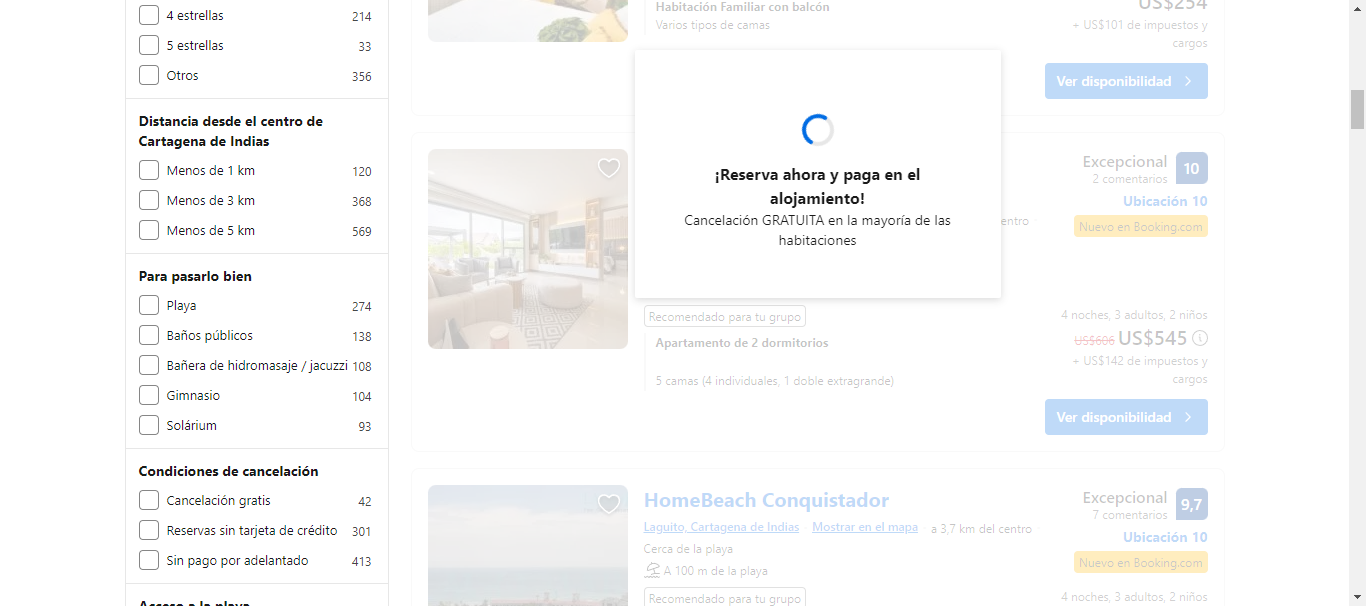 4 estrellas 214
5 estrellas 33
Otros 356
Distancia desde el centro de
Cartagena de Indias
Menos de 1 km 120
Menos de 3 km 368
Menos de 5 km 569
Para pasarlo bien
Playa 274
Baños públicos 138
Bañera de hidromasaje / jacuzzi 108
Gimnasio 104
Solárium 93
Condiciones de cancelación
Cancelación gratis 42
Reservas sin tarjeta de crédito 301
Sin pago por adelantado 413
Acceso a la playa
Habitación Familiar con balcón
Varios tipos de camas
US$254
+ US$101 de impuestos y
cargos
Ver disponibilidad
¡Reserva ahora y paga en el
alojamiento!
Cancelación GRATUITA en la mayoría de las
habitaciones
Excepcional 10
2 comentarios
Ubicación 10
entro
Nuevo en Booking.com
Recomendado para tu grupo
Apartamento de 2 dormitorios
5 camas (4 individuales, 1 doble extragrande)
4 noches, 3 adultos, 2 niños
US$606 US$545
+ US$142 de impuestos y
cargos
Ver disponibilidad
HomeBeach Conquistador
Laguito, Cartagena de Indias Mostrar en el mapa a 3,7 km del centro
Cerca de la playa
A 100 m de la playa
Recomendado para tu grupo
Excepcional 9,7
7 comentarios
Ubicación 10
Nuevo en Booking.com
4 noches, 3 adultos, 2 niños